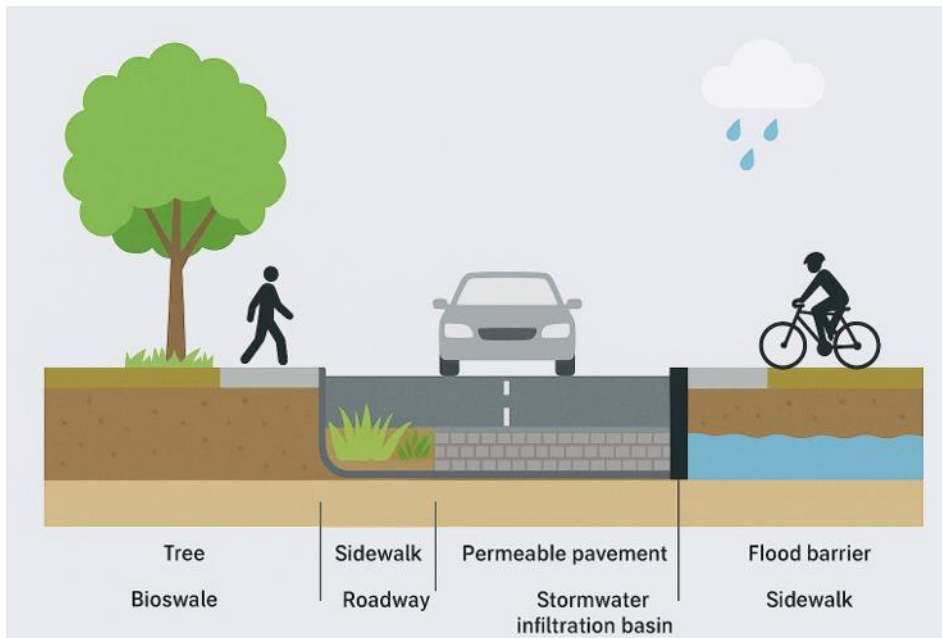 Tree
Sidewalk
Permeable pavement
Flood barrier
Bioswale
Roadway
Stormwater
infiltration basin
Sidewalk